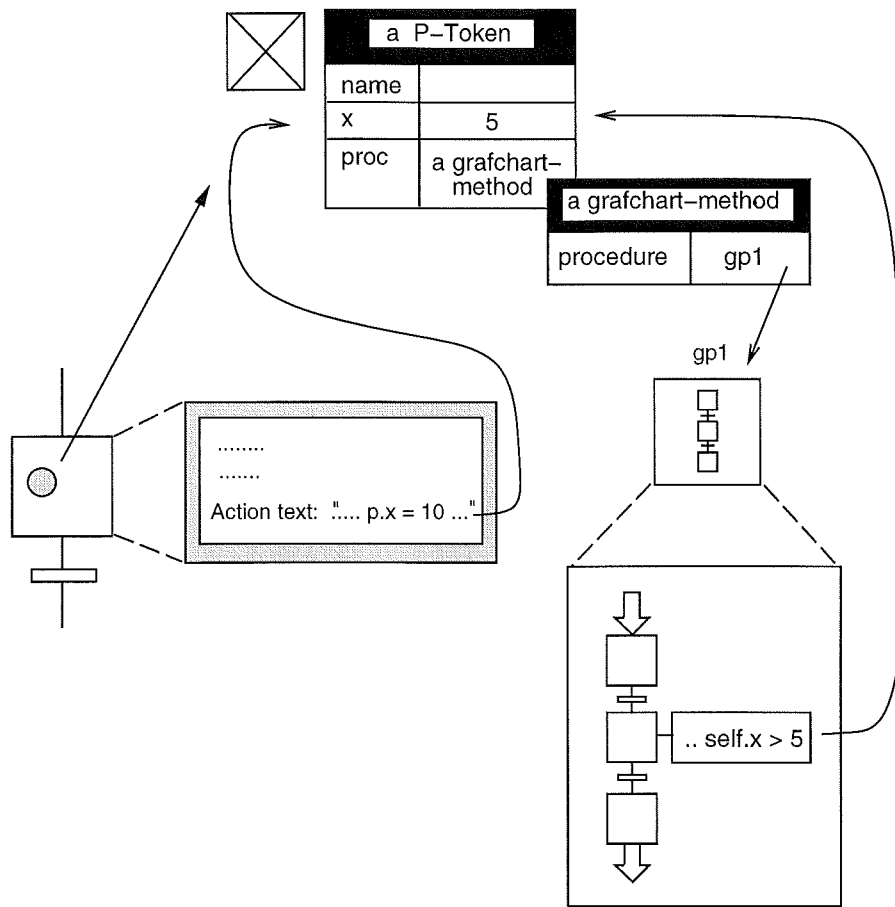 a P–Token
name
x 5
proc a grafchart–
method
a grafchart–method
procedure gp1
gp1
........
.......
Action text: "..... p.x = 10 ..."
.. self.x > 5